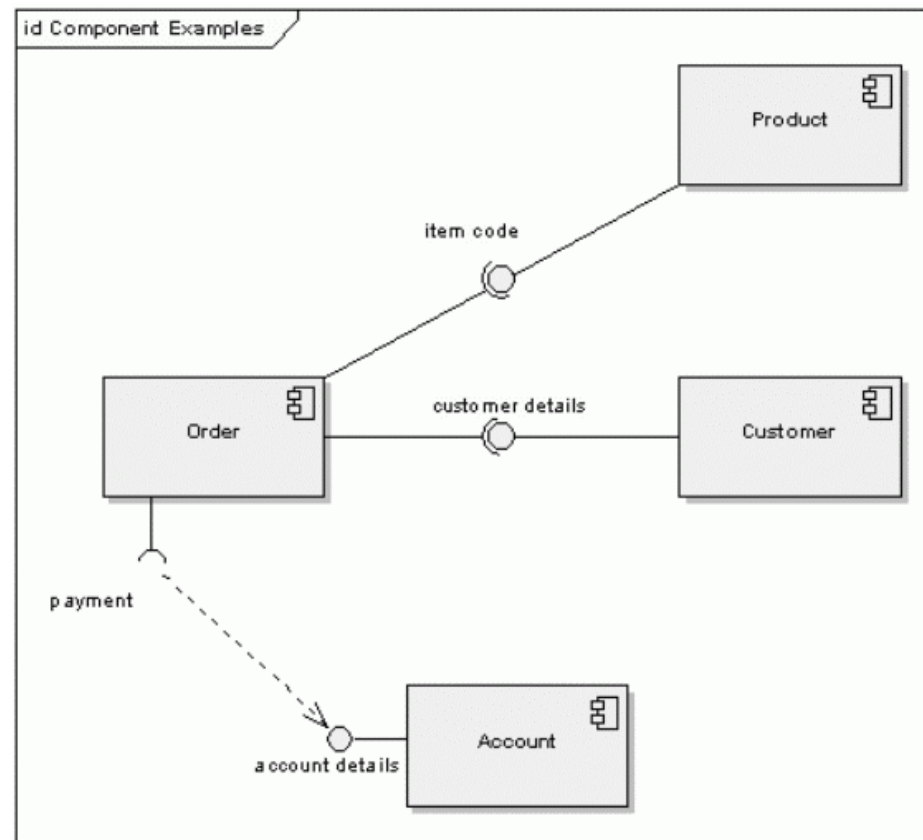 id Component Examples
Product
item code
customer details
Order
Customer
payment
Account
account details